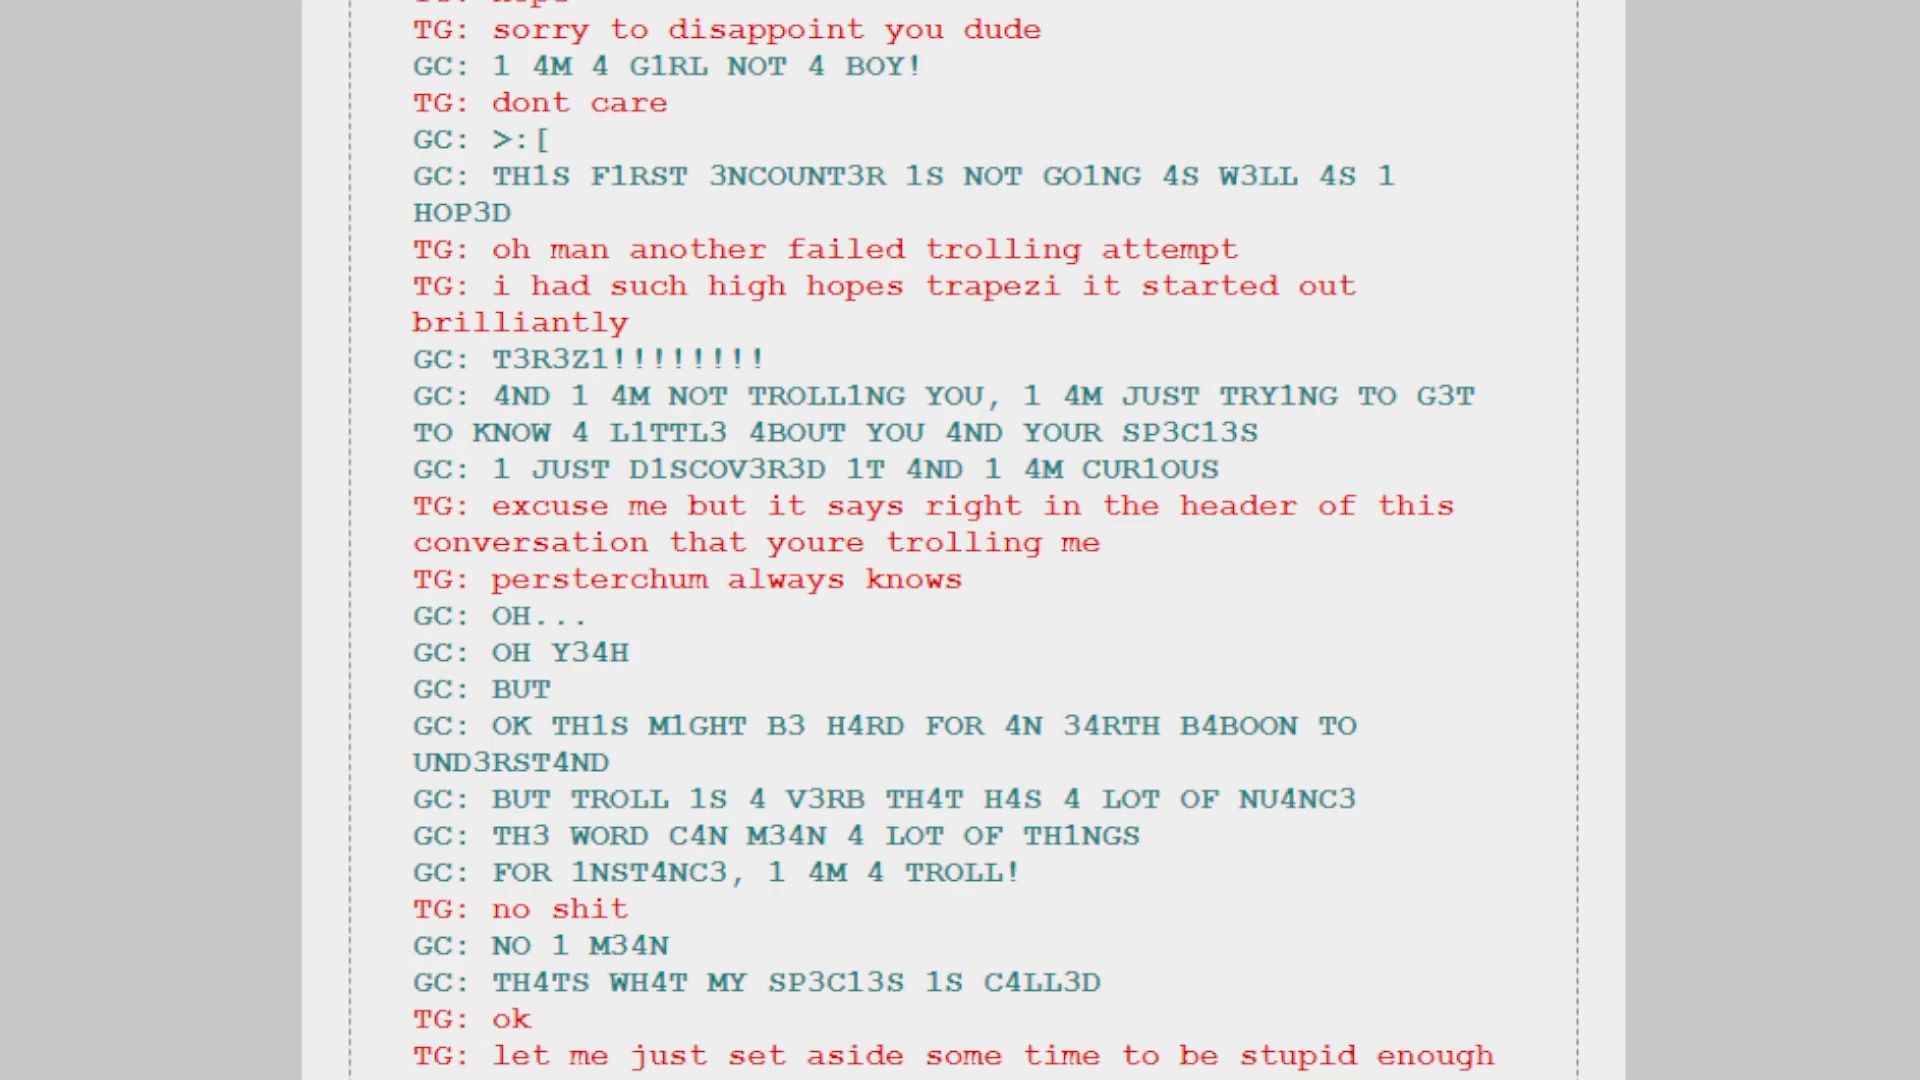 TG: nope
TG: sorry to disappoint you dude
GC: 1 4M 4 G1RL NOT 4 BOY!
TG: dont care
GC: >:[
GC: TH1S F1RST 3NCOUNT3R 1S NOT GO1NG 4S W3LL 4S 1
HOP3D
TG: oh man another failed trolling attempt
TG: i had such high hopes trapezi it started out
brilliantly
GC: T3R3Z1!!!!!!!!
GC: 4ND 1 4M NOT TROLL1NG YOU, 1 4M JUST TRY1NG TO G3T
TO KNOW 4 L1TTL3 4BOUT YOU 4ND YOUR SP3C13S
GC: 1 JUST D1SCOV3R3D 1T 4ND 1 4M CUR1OUS
TG: excuse me but it says right in the header of this
conversation that youre trolling me
TG: persterchum always knows
GC: OH...
GC: OH Y34H
GC: BUT
GC: OK TH1S M1GHT B3 H4RD FOR 4N 34RTH B4BOON TO
UND3RST4ND
GC: BUT TROLL 1S 4 V3RB TH4T H4S 4 LOT OF NU4NC3
GC: TH3 WORD C4N M34N 4 LOT OF TH1NGS
GC: FOR 1NST4NC3, 1 4M 4 TROLL!
TG: no shit
GC: NO 1 M34N
GC: TH4TS WH4T MY SP3C13S 1S C4LL3D
TG: ok
TG: let me just set aside some time to be stupid enough